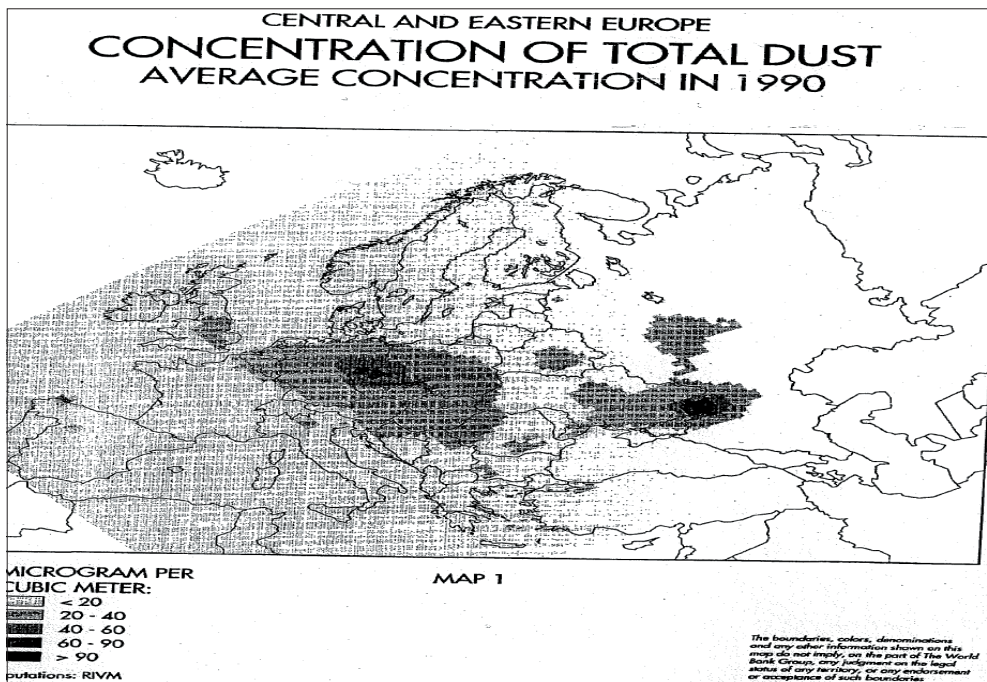 CENTRAL AND EASTERN EUROPE
CONCENTRATION OF TOTAL DUST
AVERAGE CONCENTRATION IN 1990
MAP 1
MICROGRAM PER
CUBIC METER:
< 20
20 - 40
40 - 60
60 - 90
> 90
putations: RIVM
The boundaries, colors, denominations
and any other information shown on this
map do not imply, on the part of The World
Bank Group, any judgment on the legal
status of any territory, or any endorsement
or acceptance of such boundaries